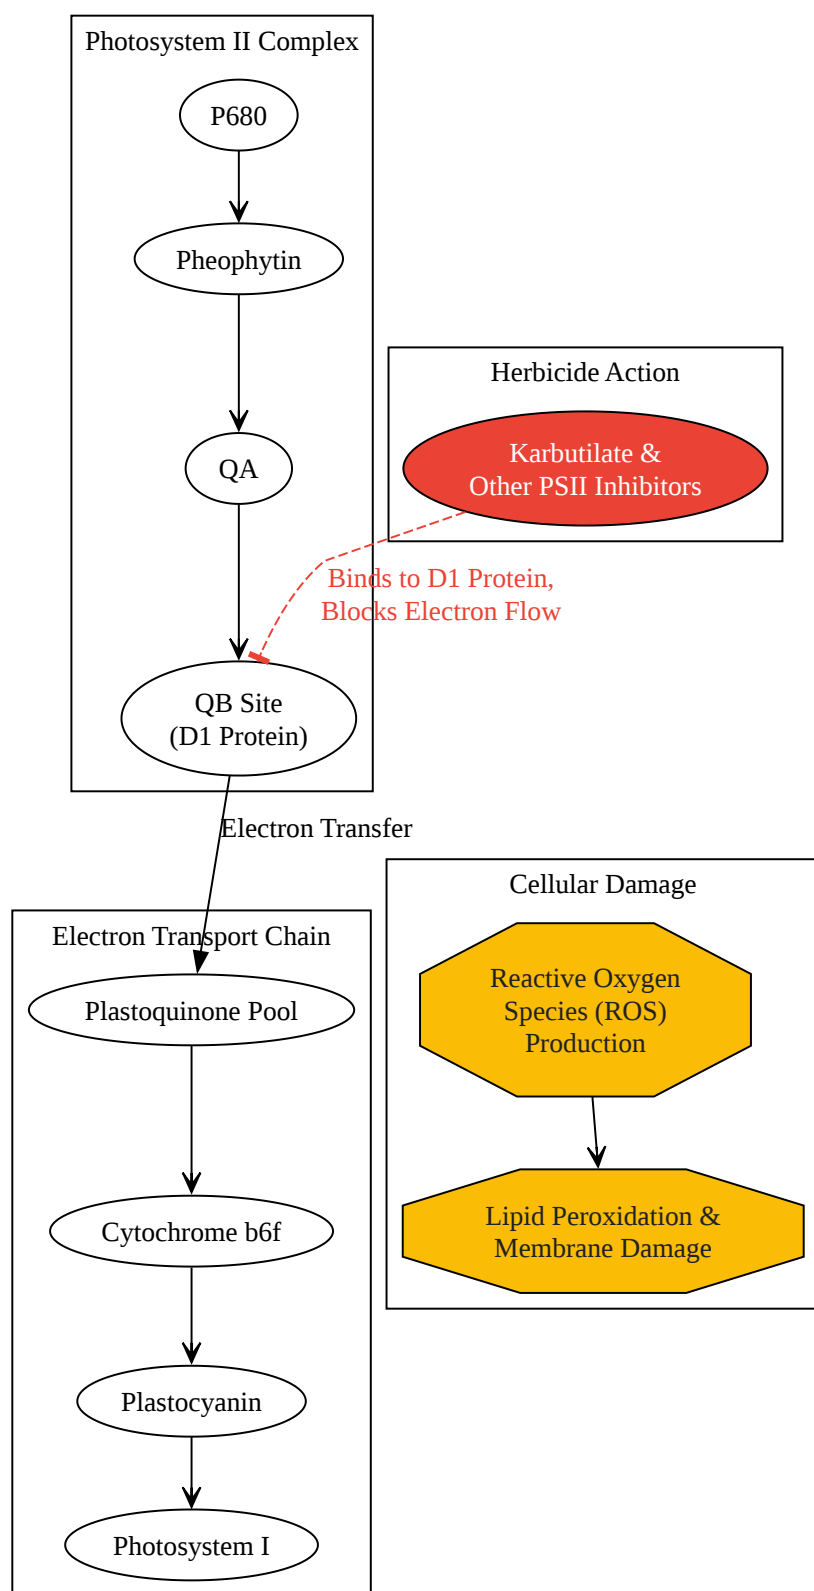 Photosystem II Complex
P680
Pheophytin
QA
Herbicide Action
Karbutilate &
Other PSII Inhibitors
Binds to D1 Protein,
Blocks Electron Flow
QB Site
(D1 Protein)
Electron Transfer
Electron Transport Chain
Plastoquinone Pool
Cytochrome b6f
Plastocyanin
Photosystem I
Cellular Damage
Reactive Oxygen
Species (ROS)
Production
Lipid Peroxidation &
Membrane Damage